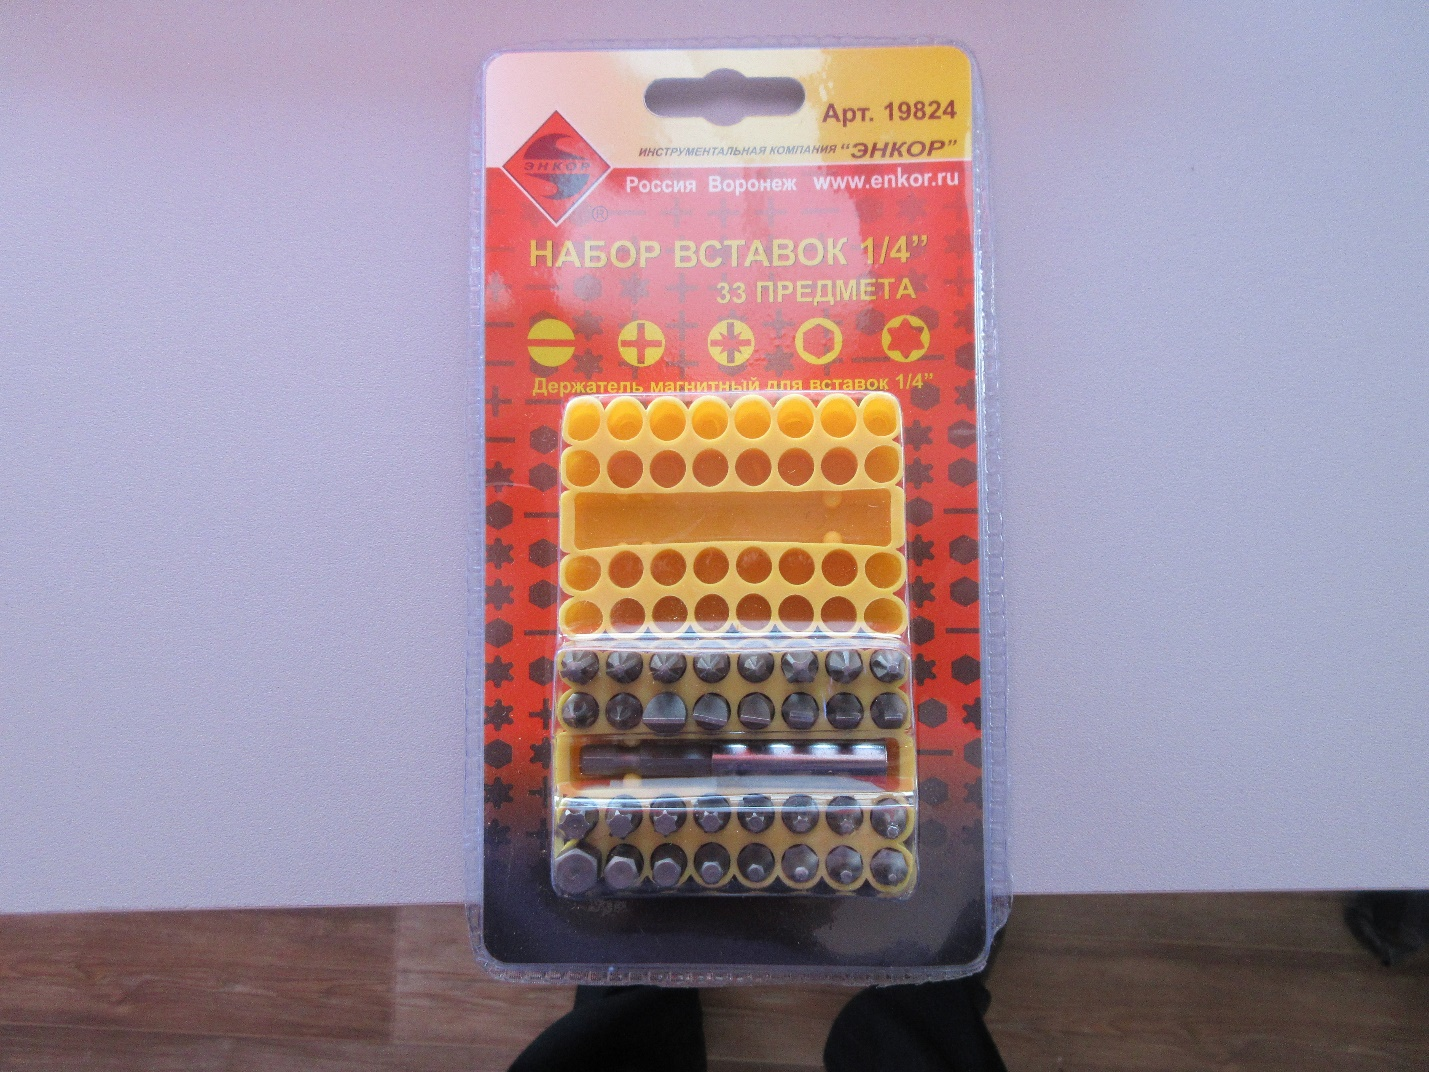 Арт. 19824
ИНСТРУМЕНТАЛЬНАЯ КОМПАНИЯ “ЭНКОР”
ЭНКОР
Россия Воронеж www.enkor.ru
®
НАБОР ВСТАВОК 1/4”
33 ПРЕДМЕТА
Держатель магнитный для вставок 1/4”